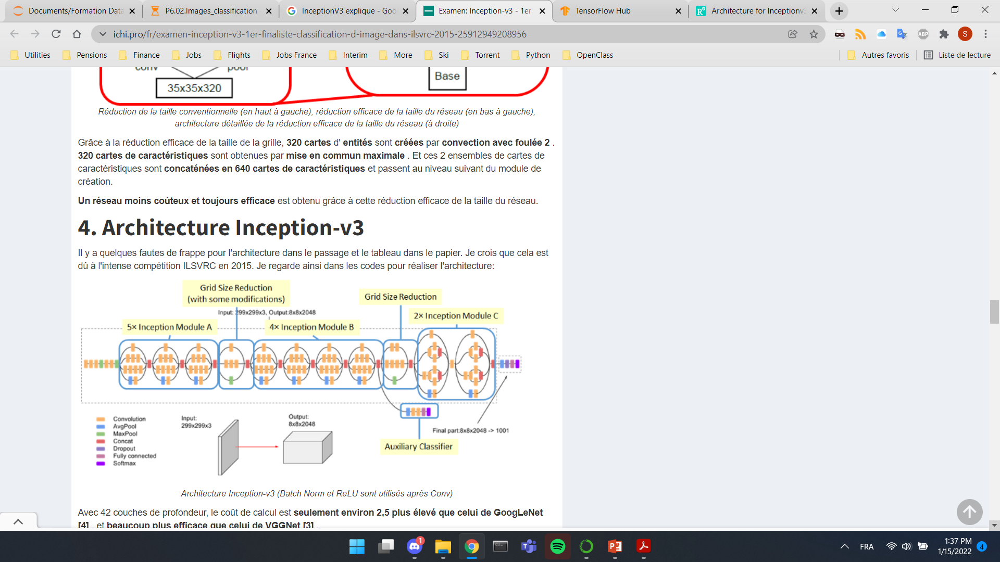 Documents/Formation Data
P6.02.Images_classification
InceptionV3 explique - Goo
Examen: Inception-v3 - 1er
TensorFlow Hub
Architecture for Inceptionv3
ichi.pro/fr/examen-inception-v3-1er-finaliste-classification-d-image-dans-ilsvrc-2015-25912949208956
ABP
S
Utilities
Pensions
Finance
Jobs
Flights
Jobs France
Interim
More
Ski
Torrent
Python
OpenClass
Autres favoris
Liste de lecture
conv
pool
35x35x320
Base
Réduction de la taille conventionnelle (en haut à gauche), réduction efficace de la taille du réseau (en bas à gauche),
architecture détaillée de la réduction efficace de la taille du réseau (à droite)
Grâce à la réduction efficace de la taille de la grille, 320 cartes d' entités sont créées par convection avec foulée 2 .
320 cartes de caractéristiques sont obtenues par mise en commun maximale . Et ces 2 ensembles de cartes de
caractéristiques sont concaténées en 640 cartes de caractéristiques et passent au niveau suivant du module de
création.
Un réseau moins coûteux et toujours efficace est obtenu grâce à cette réduction efficace de la taille du réseau.
4. Architecture Inception-v3
Il y a quelques fautes de frappe pour l'architecture dans le passage et le tableau dans le papier. Je crois que cela est
dû à l'intense compétition ILSVRC en 2015. Je regarde ainsi dans les codes pour réaliser l'architecture:
Grid Size Reduction
(with some modifications)
Grid Size Reduction
Input: 299x299x3, Output:8x8x2048
2× Inception Module C
5× Inception Module A
4× Inception Module B
Convolution
AvgPool
MaxPool
Concat
Dropout
Fully connected
Softmax
Input:
299x299x3
Output:
8x8x2048
Final part:8x8x2048 -> 1001
Auxiliary Classifier
Architecture Inception-v3 (Batch Norm et ReLU sont utilisés après Conv)
Avec 42 couches de profondeur, le coût de calcul est seulement environ 2,5 plus élevé que celui de GoogLeNet
[4] , et beaucoup plus efficace que celui de VGGNet [3] .
1
FRA
1:37 PM
1/15/2022
4